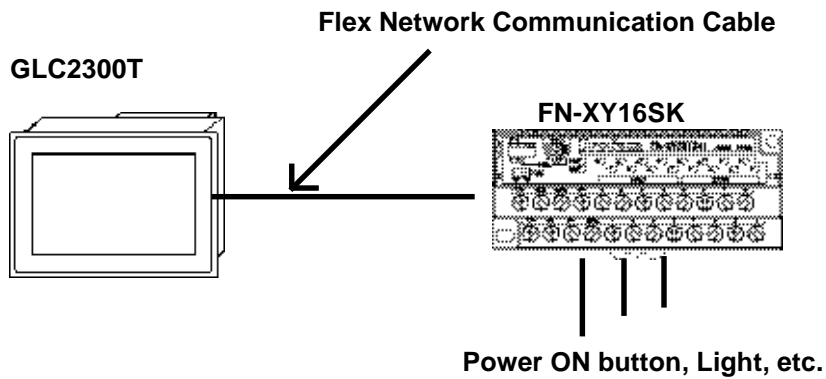 Flex Network Communication Cable
GLC2300T
FN-XY16SK
Power ON button, Light, etc.